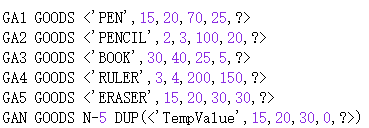 GA1 GOODS <'PEN',15,20,70,25,?>
GA2 GOODS <'PENCIL',2,3,100,20,?>
GA3 GOODS <'BOOK',30,40,25,5,?>
GA4 GOODS <'RULER',3,4,200,150,?>
GA5 GOODS <'ERASER',15,20,30,30,?>
GAN GOODS N-5 DUP(<'TempValue',15,20,30,0,?>)